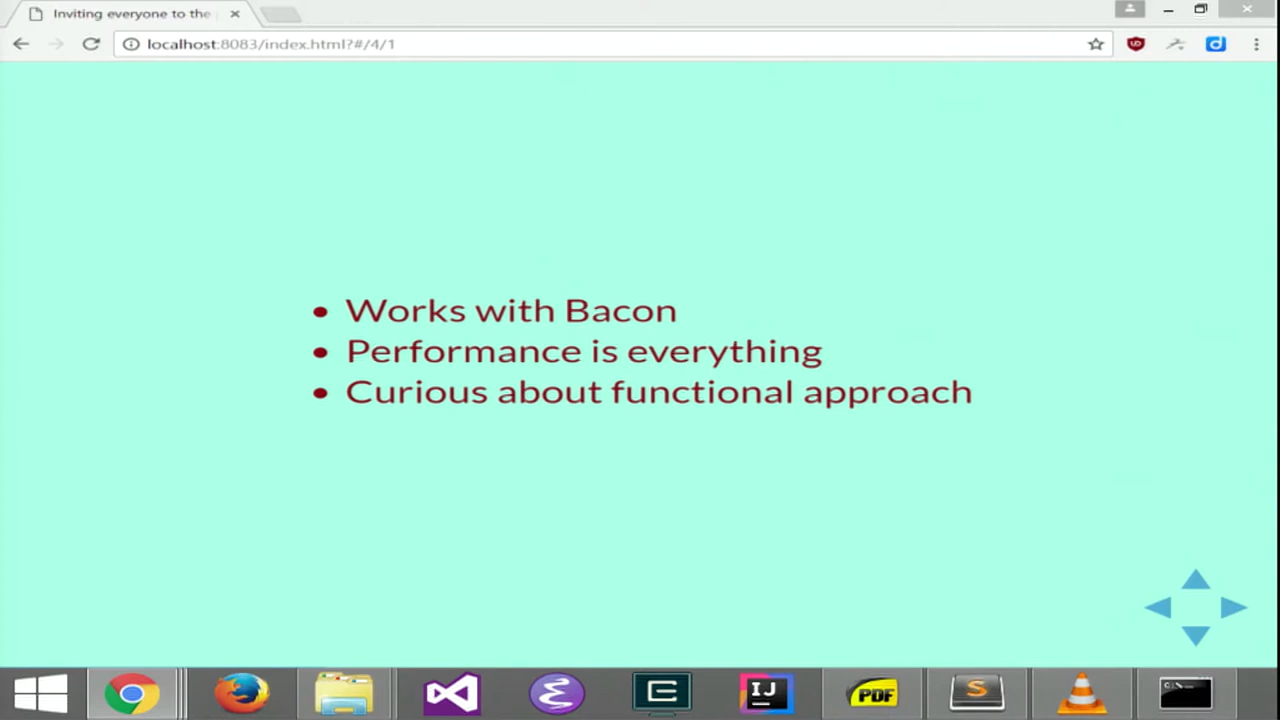 Inviting everyone to the
localhost:8083/index.html?#/4/1
Works with Bacon
Performance is everything
Curious about functional approach
IJ
PDF
C:\_